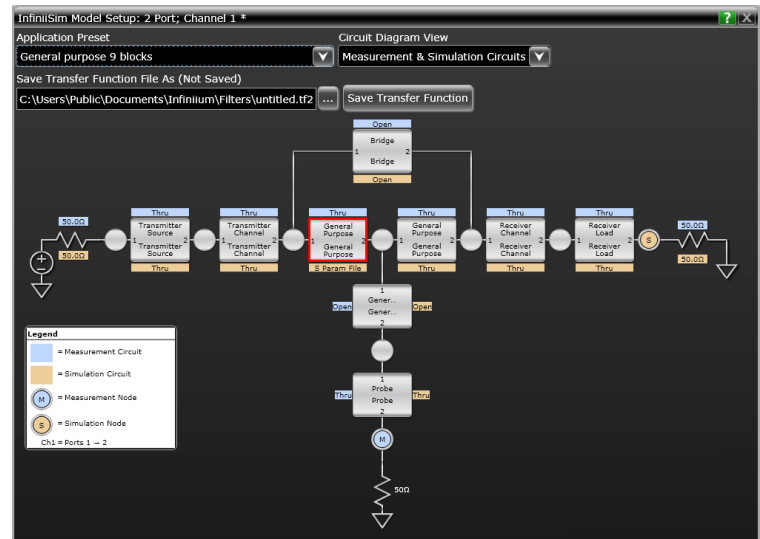 InfiniiSim Model Setup: 2 Port; Channel 1 *
? X
Application Preset
Circuit Diagram View
General purpose 9 blocks
Measurement & Simulation Circuits
Save Transfer Function File As (Not Saved)
C:\Users\Public\Documents\Infiniium\Filters\untitled.tf2
...
Save Transfer Function
Open
Bridge
1 2
Bridge
Open
50.0Ω
50.0Ω
Thru
Transmitter
Source
1 2
Transmitter
Source
Thru
Thru
Transmitter
Channel
1 2
Transmitter
Channel
Thru
Thru
General
Purpose
1 2
General
Purpose
S Param File
Thru
General
Purpose
1 2
General
Purpose
Thru
Thru
Receiver
Channel
1 2
Receiver
Channel
Thru
Thru
Receiver
Load
1 2
Receiver
Load
Thru
S
50.0Ω
50.0Ω
1
Gener...
Open Open
Gener...
2
1
Probe
Thru Thru
Probe
2
M
50Ω
Legend
= Measurement Circuit
= Simulation Circuit
M = Measurement Node
S = Simulation Node
Ch1 = Ports 1 → 2